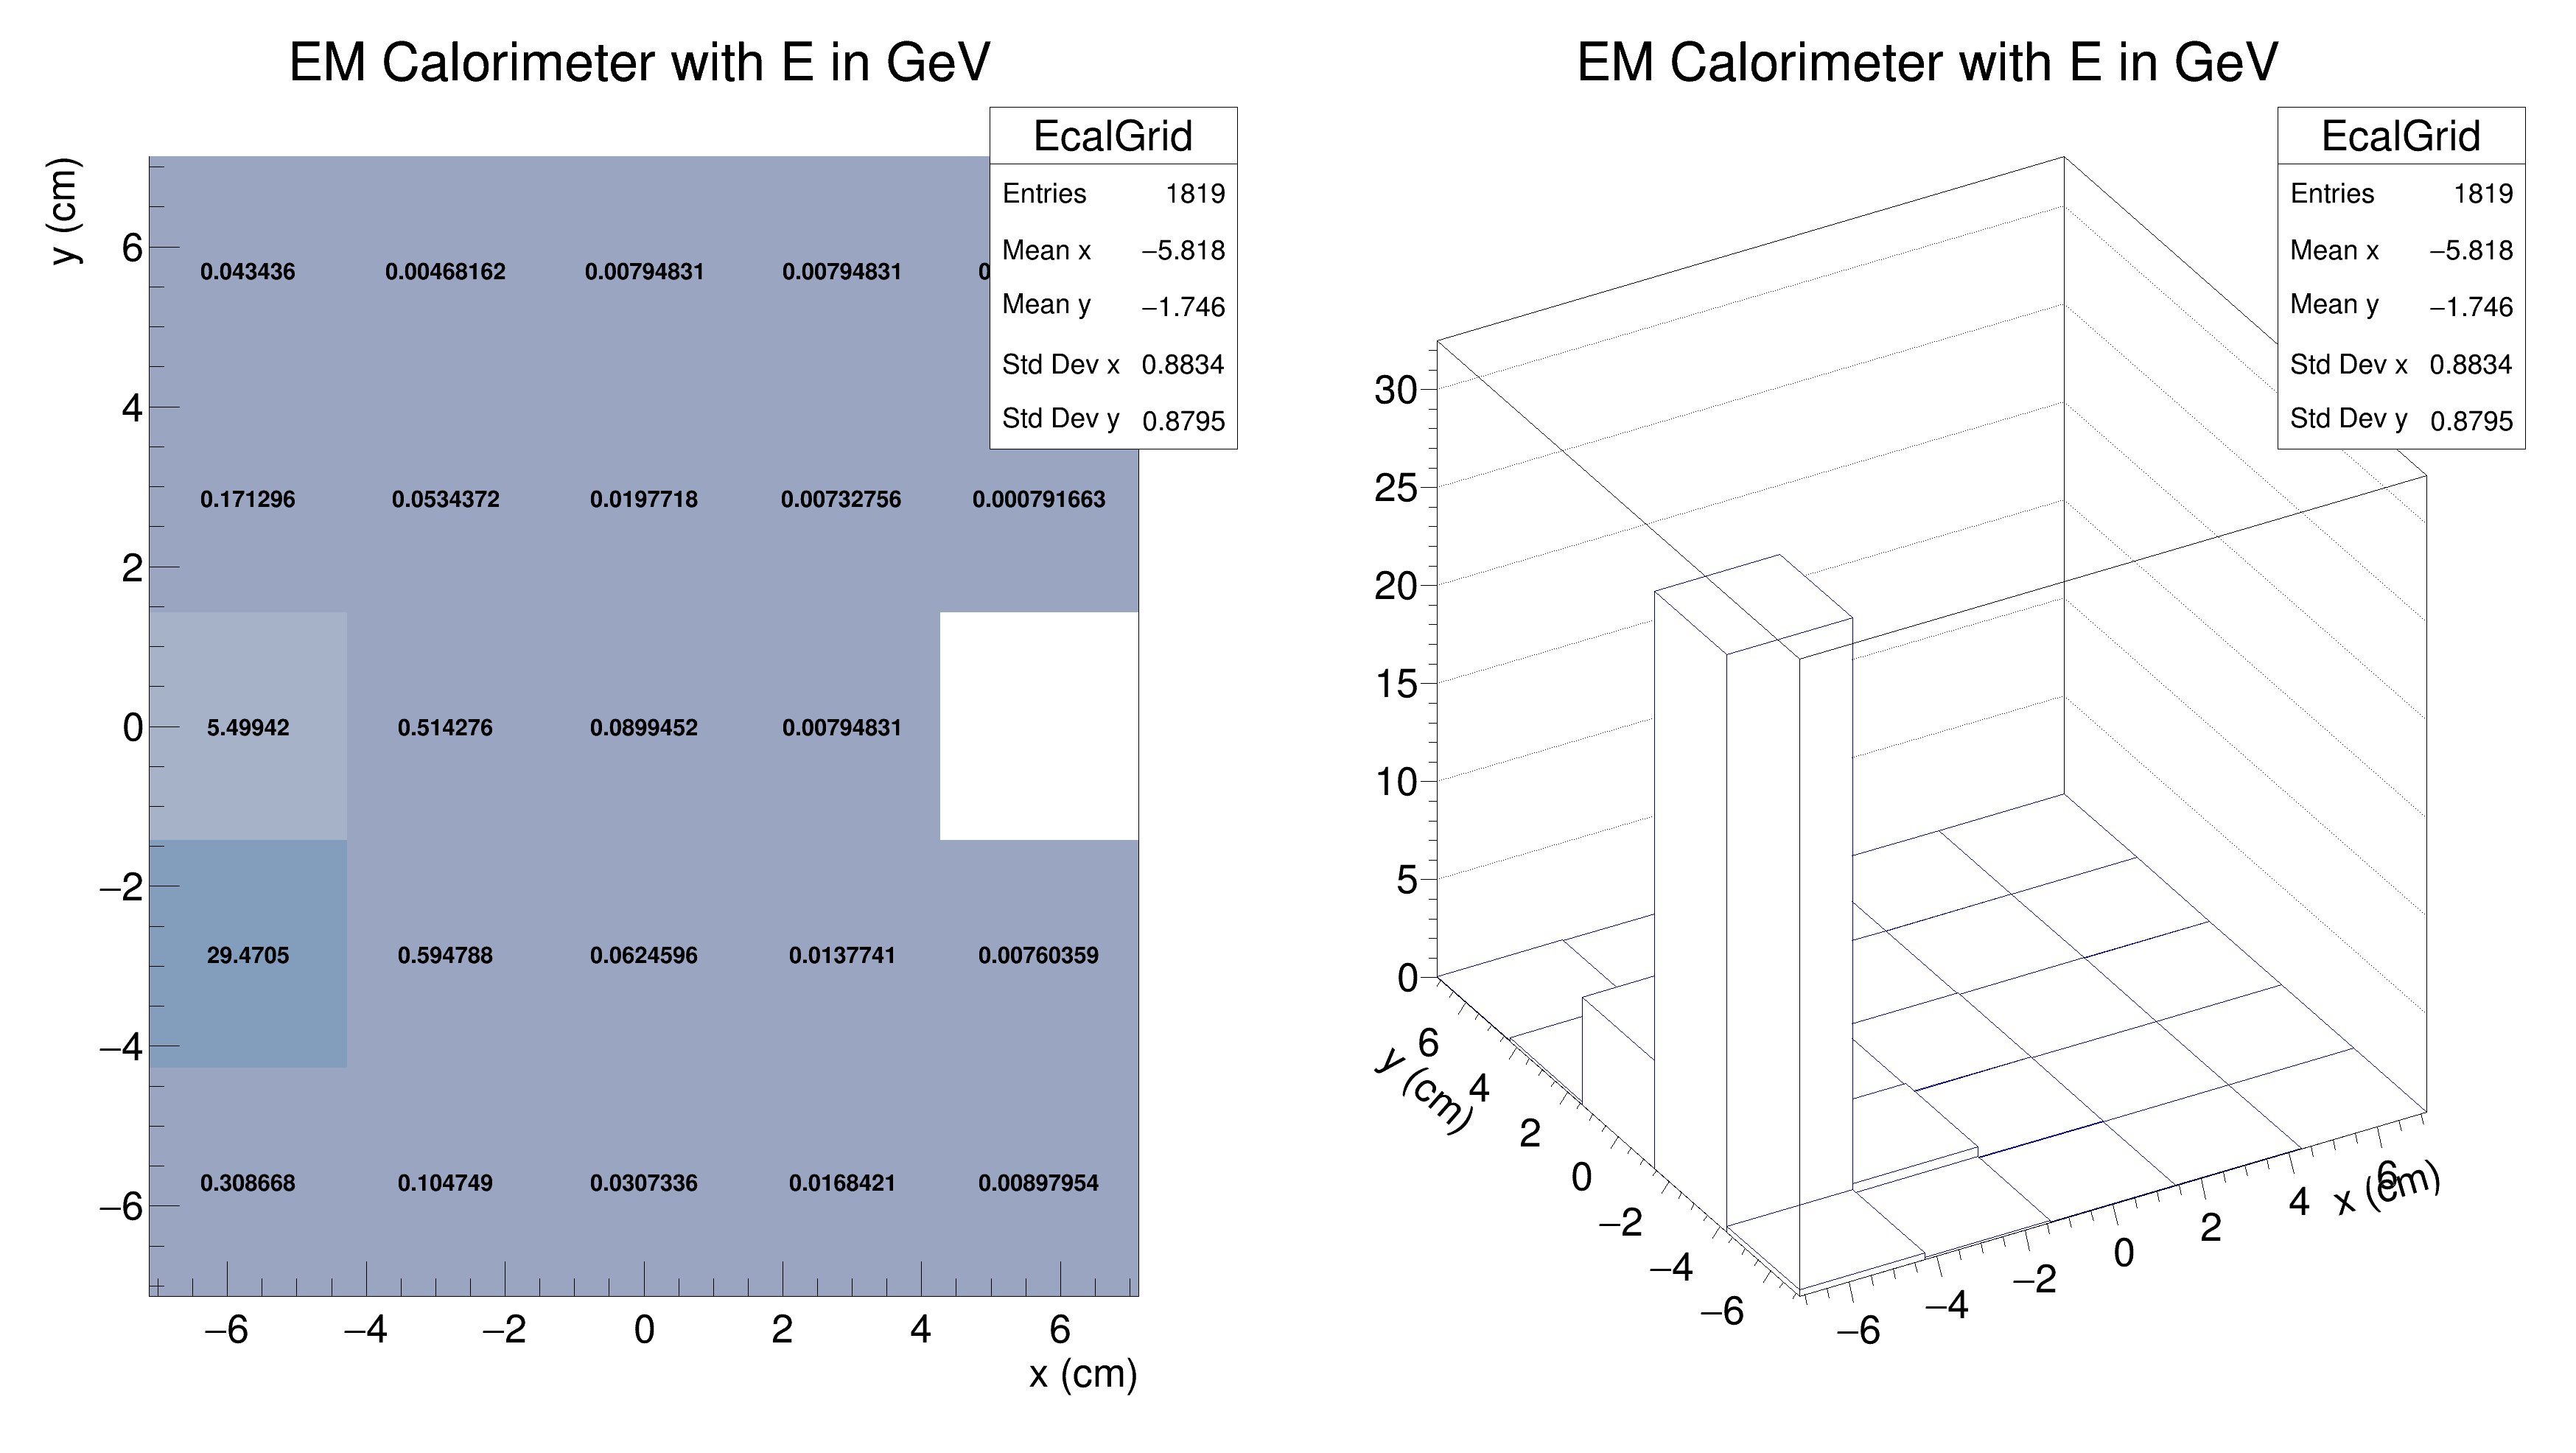 EM Calorimeter with E in GeV
EcalGrid
Entries 1819
Mean x −5.818
Mean y −1.746
Std Dev x 0.8834
Std Dev y 0.8795
y (cm)
6
4
2
0
−2
−4
−6
0.043436 0.00468162 0.00794831 0.00794831
0.171296 0.0534372 0.0197718 0.00732756 0.000791663
5.49942 0.514276 0.0899452 0.00794831
29.4705 0.594788 0.0624596 0.0137741 0.00760359
0.308668 0.104749 0.0307336 0.0168421 0.00897954
−6 −4 −2 0 2 4 6
x (cm)
EM Calorimeter with E in GeV
EcalGrid
Entries 1819
Mean x −5.818
Mean y −1.746
Std Dev x 0.8834
Std Dev y 0.8795
30
25
20
15
10
5
0
6
4
2
0
−2
−4
−6
y (cm)
−6
−4
−2
0
2
4
6
x (cm)